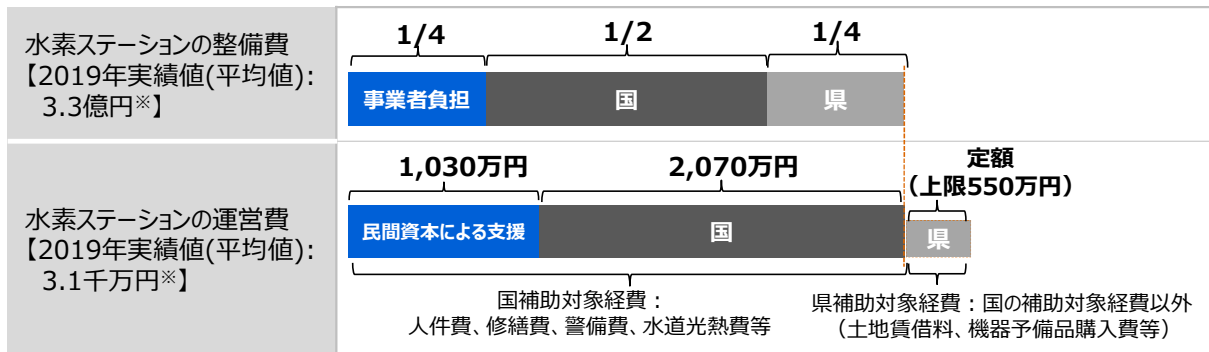 水素ステーションの整備費
【2019年実績値(平均値):
3.3億円※】
1/4
1/2
1/4
事業者負担
国
県
水素ステーションの運営費
【2019年実績値(平均値):
3.1千万円※】
1,030万円
2,070万円
定額
（上限550万円）
民間資本による支援
国
県
国補助対象経費：
人件費、修繕費、警備費、水道光熱費等
県補助対象経費：国の補助対象経費以外
（土地賃借料、機器予備品購入費等）